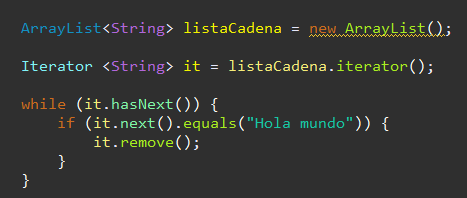 ArrayList<String> listaCadena = new ArrayList();
Iterator <String> it = listaCadena.iterator();
while (it.hasNext()) {
if (it.next().equals("Hola mundo")) {
it.remove();
}
}